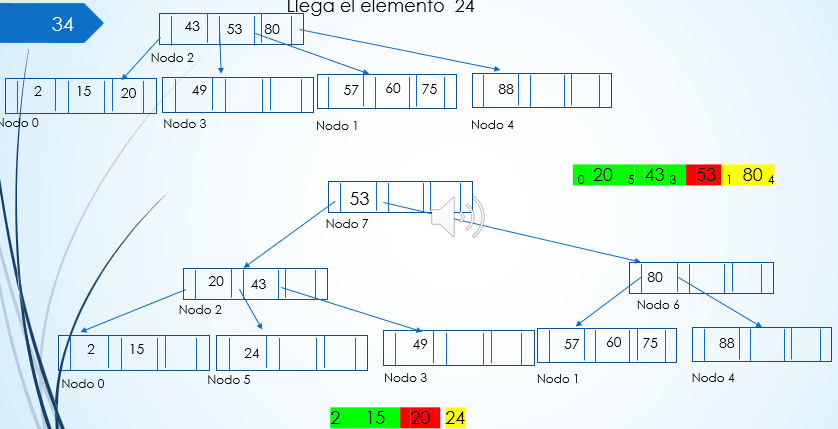 Llega el elemento 24
34
43 53 80
Nodo 2
2 15 20 49 57 60 75 88
Nodo 0 Nodo 3 Nodo 1 Nodo 4
0 20 5 43 3 53 1 80 4
53
Nodo 7
20 43 80
Nodo 2 Nodo 6
2 15 24 49 57 60 75 88
Nodo 0 Nodo 5 Nodo 3 Nodo 1 Nodo 4
2 15 20 24